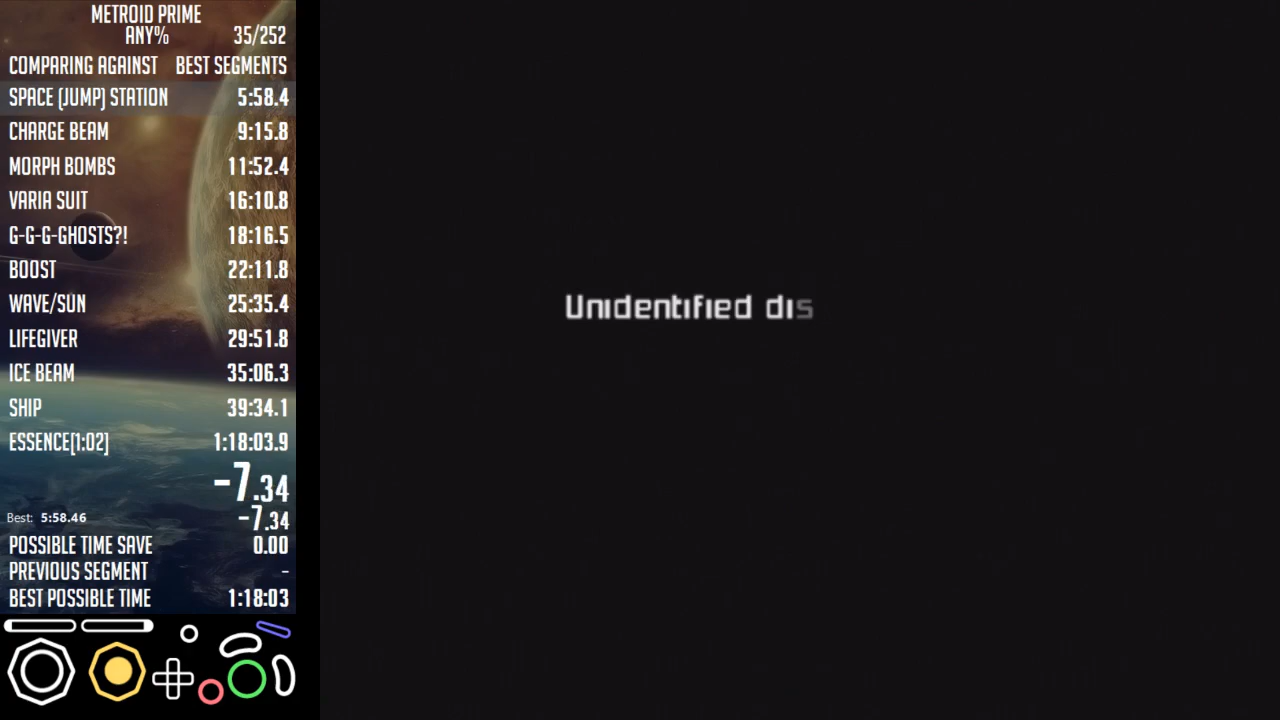 METROID PRIME
ANY% 35/252
COMPARING AGAINST BEST SEGMENTS
SPACE (JUMP) STATION 5:58.4
CHARGE BEAM 9:15.8
MORPH BOMBS 11:52.4
VARIA SUIT 16:10.8
G-G-G-GHOSTS?! 18:16.5
BOOST 22:11.8
WAVE/SUN 25:35.4
LIFEGIVER 29:51.8
ICE BEAM 35:06.3
SHIP 39:34.1
ESSENCE[1:02] 1:18:03.9
-7.34
Best: 5:58.46 -7.34
POSSIBLE TIME SAVE 0.00
PREVIOUS SEGMENT -
BEST POSSIBLE TIME 1:18:03
Unidentified dis